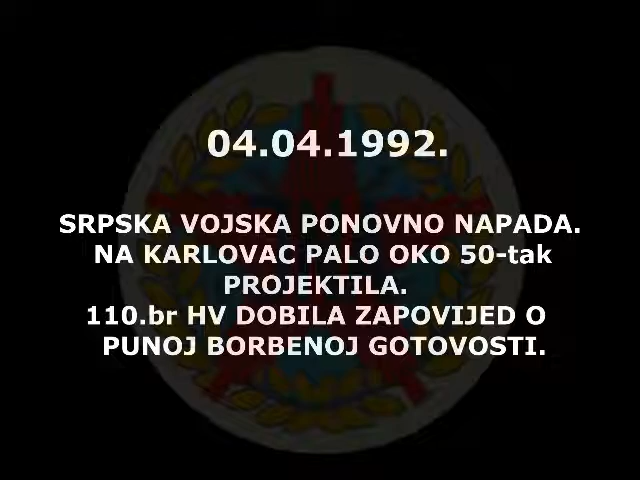 04.04.1992.
SRPSKA VOJSKA PONOVNO NAPADA.
NA KARLOVAC PALO OKO 50-tak
PROJEKTILA.
110.br HV DOBILA ZAPOVIJED O
PUNOJ BORBENOJ GOTOVOSTI.